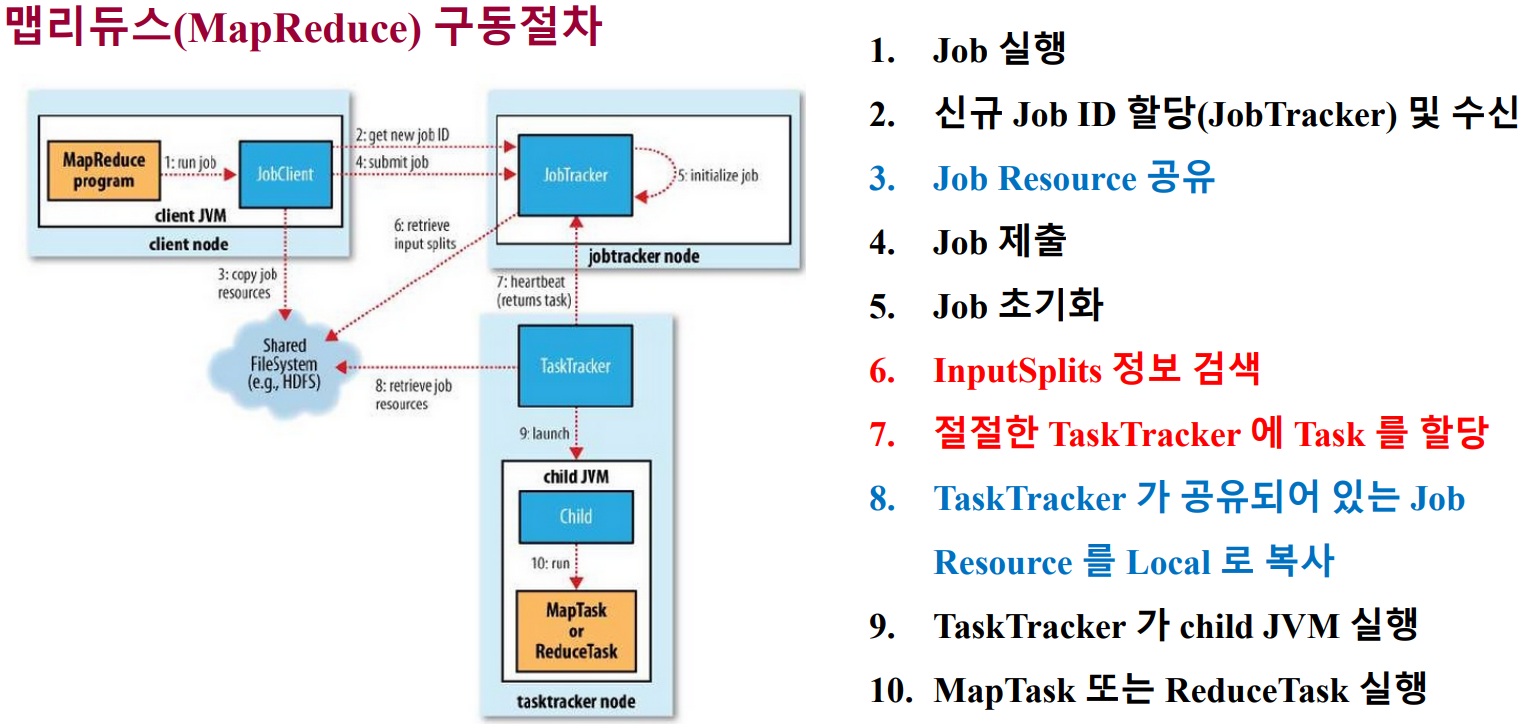 맵리듀스(MapReduce) 구동절차
MapReduce
program
1: run job
JobClient
client JVM
client node
2: get new job ID
4: submit job
JobTracker
5: initialize job
jobtracker node
3: copy job
resources
6: retrieve
input splits
7: heartbeat
(returns task)
Shared
FileSystem
(e.g., HDFS)
8: retrieve job
resources
TaskTracker
9: launch
child JVM
Child
10: run
MapTask
or
ReduceTask
tasktracker node
1. Job 실행
2. 신규 Job ID 할당(JobTracker) 및 수신
3. Job Resource 공유
4. Job 제출
5. Job 초기화
6. InputSplits 정보 검색
7. 절절한 TaskTracker 에 Task 를 할당
8. TaskTracker 가 공유되어 있는 Job
Resource 를 Local 로 복사
9. TaskTracker 가 child JVM 실행
10. MapTask 또는 ReduceTask 실행